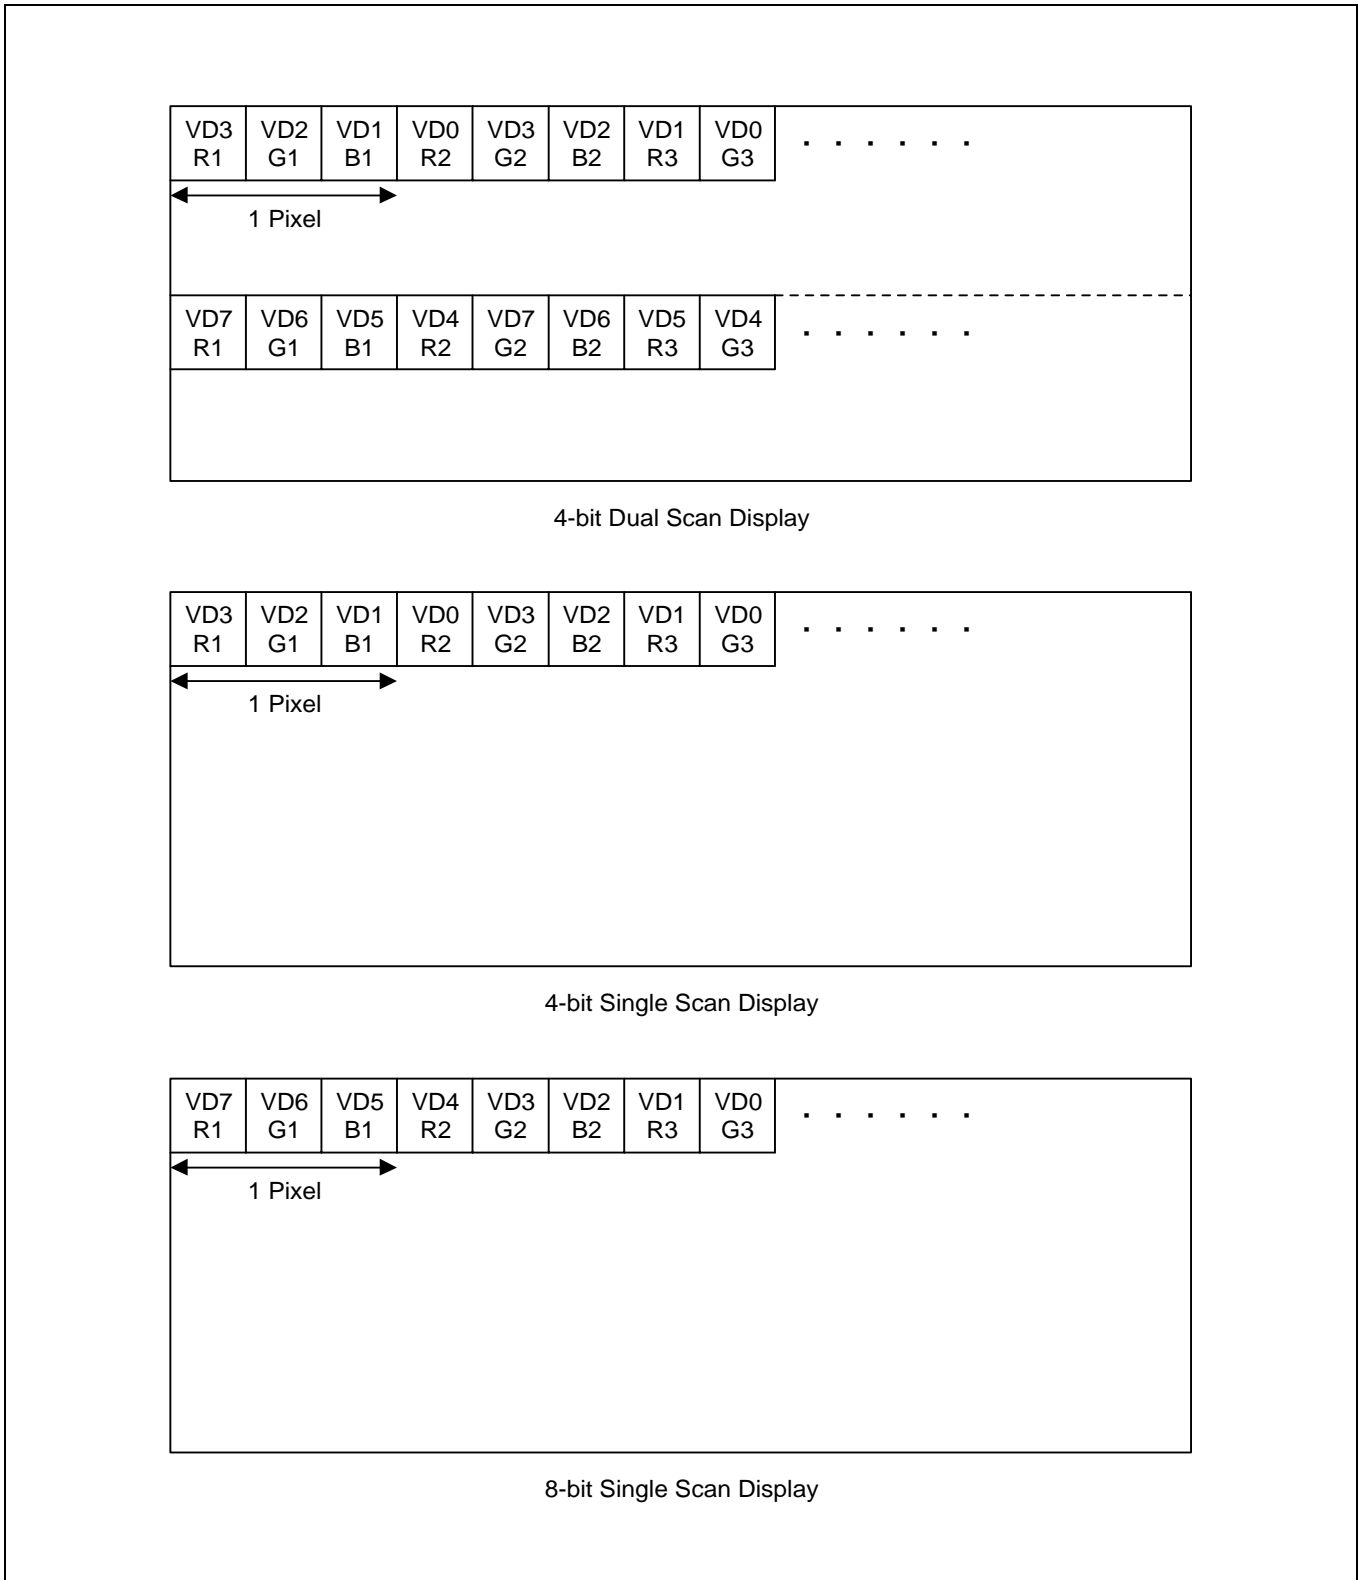 VD3 VD2 VD1 VD0 VD3 VD2 VD1 VD0
R1 G1 B1 R2 G2 B2 R3 G3 . . . . . .
1 Pixel
VD7 VD6 VD5 VD4 VD7 VD6 VD5 VD4
R1 G1 B1 R2 G2 B2 R3 G3 . . . . . .
4-bit Dual Scan Display
VD3 VD2 VD1 VD0 VD3 VD2 VD1 VD0
R1 G1 B1 R2 G2 B2 R3 G3 . . . . . .
1 Pixel
4-bit Single Scan Display
VD7 VD6 VD5 VD4 VD3 VD2 VD1 VD0
R1 G1 B1 R2 G2 B2 R3 G3 . . . . . .
1 Pixel
8-bit Single Scan Display